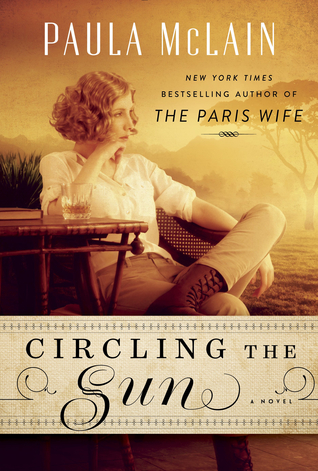 PAULA McLAIN
NEW YORK TIMES
BESTSELLING AUTHOR OF
THE PARIS WIFE
CIRCLING THE
Sun
A NOVEL